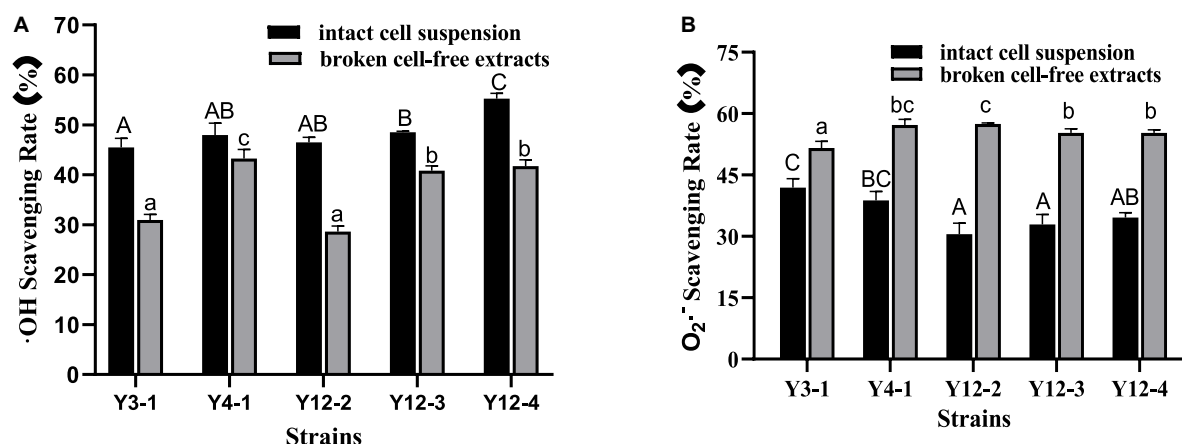 A
70
60
50
40
30
20
10
0
·OH Scavenging Rate (%)
intact cell suspension
broken cell-free extracts
A
a
AB
c
AB
a
B
b
C
b
Y3-1 Y4-1 Y12-2 Y12-3 Y12-4
Strains
B
75
60
45
30
15
0
O₂·⁻ Scavenging Rate (%)
intact cell suspension
broken cell-free extracts
C
a
BC
bc
A
c
A
b
AB
b
Y3-1 Y4-1 Y12-2 Y12-3 Y12-4
Strains